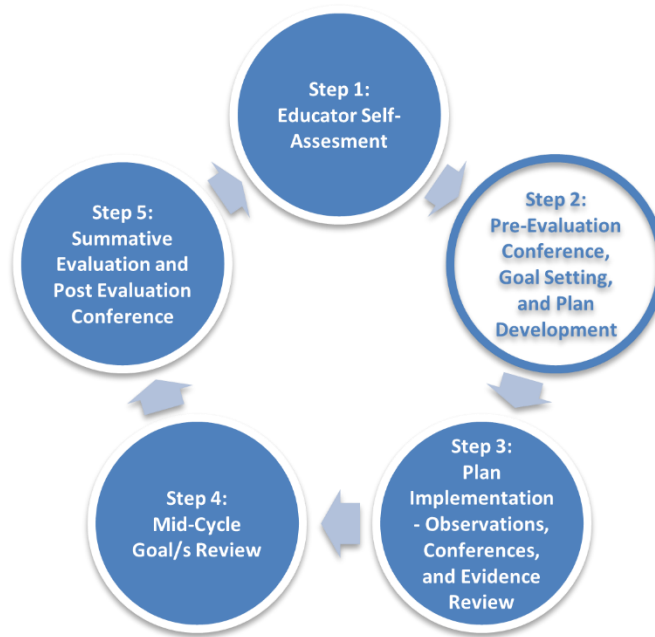 Step 1:
Educator Self-
Assesment
Step 2:
Pre-Evaluation
Conference,
Goal Setting,
and Plan
Development
Step 3:
Plan
Implementation
- Observations,
Conferences,
and Evidence
Review
Step 4:
Mid-Cycle
Goal/s Review
Step 5:
Summative
Evaluation and
Post Evaluation
Conference